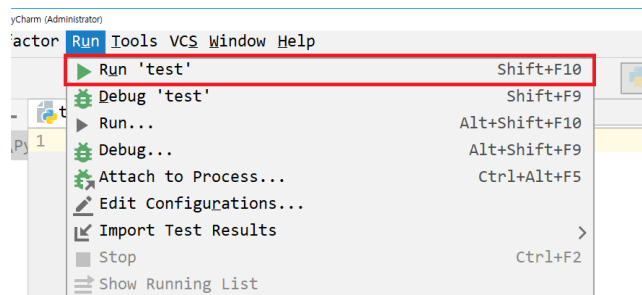 yCharm (Administrator)
factor Run Tools VCS Window Help
Run 'test' Shift+F10
Debug 'test' Shift+F9
t
Run... Alt+Shift+F10
Py 1
Debug... Alt+Shift+F9
Attach to Process... Ctrl+Alt+F5
Edit Configurations...
Import Test Results
Stop Ctrl+F2
Show Running List